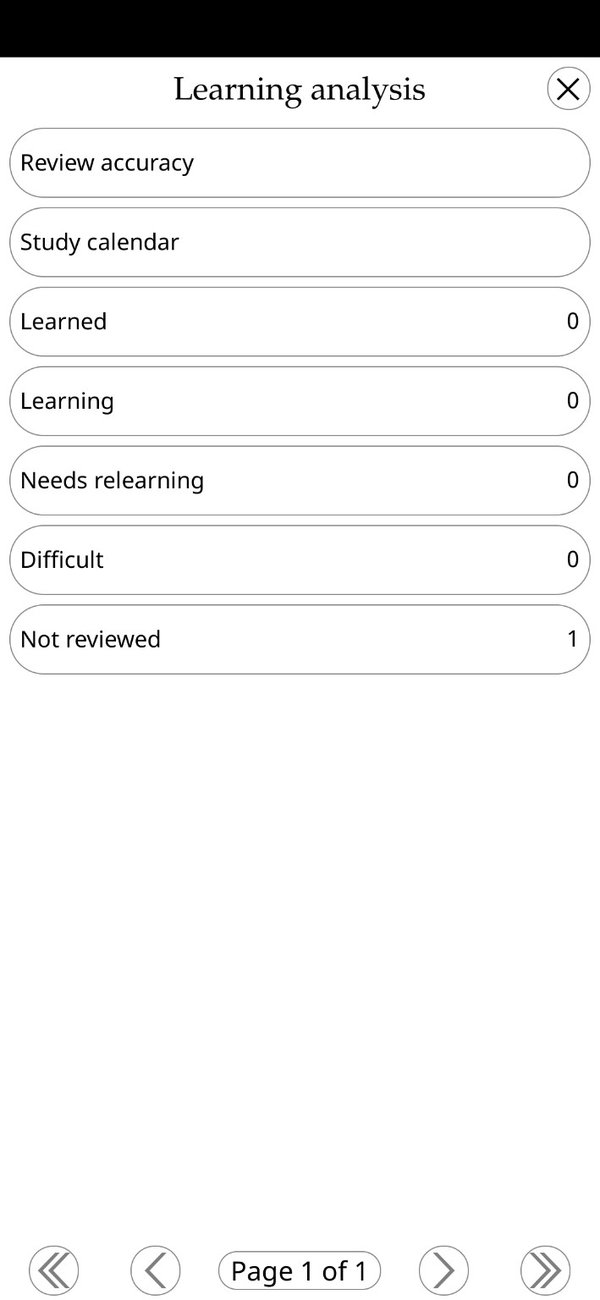 Learning analysis
Review accuracy
Study calendar
Learned 0
Learning 0
Needs relearning 0
Difficult 0
Not reviewed 1
Page 1 of 1